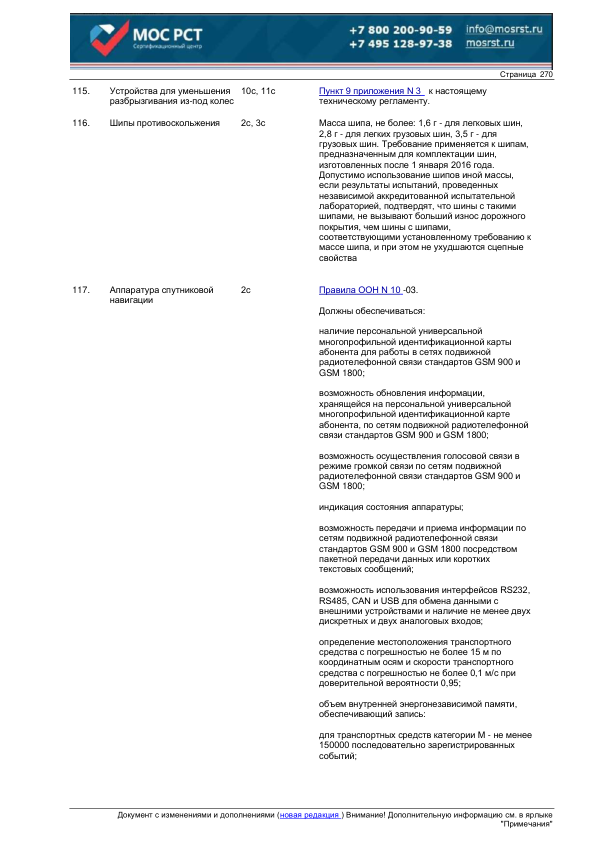 МОС РСТ
Сертификационный центр
+7 800 200-90-59 info@mosrst.ru
+7 495 128-97-38 mosrst.ru
Страница 270
115. Устройства для уменьшения 10с, 11с Пункт 9 приложения N 3 к настоящему
разбрызгивания из-под колес техническому регламенту.
116. Шипы противоскольжения 2с, 3с Масса шипа, не более: 1,6 г - для легковых шин,
2,8 г - для легких грузовых шин, 3,5 г - для
грузовых шин. Требование применяется к шипам,
предназначенным для комплектации шин,
изготовленных после 1 января 2016 года.
Допустимо использование шипов иной массы,
если результаты испытаний, проведенных
независимой аккредитованной испытательной
лабораторией, подтвердят, что шины с такими
шипами, не вызывают больший износ дорожного
покрытия, чем шины с шипами,
соответствующими установленному требованию к
массе шипа, и при этом не ухудшаются сцепные
свойства
117. Аппаратура спутниковой 2с Правила ООН N 10 -03.
навигации
Должны обеспечиваться:
наличие персональной универсальной
многопрофильной идентификационной карты
абонента для работы в сетях подвижной
радиотелефонной связи стандартов GSM 900 и
GSM 1800;
возможность обновления информации,
хранящейся на персональной универсальной
многопрофильной идентификационной карте
абонента, по сетям подвижной радиотелефонной
связи стандартов GSM 900 и GSM 1800;
возможность осуществления голосовой связи в
режиме громкой связи по сетям подвижной
радиотелефонной связи стандартов GSM 900 и
GSM 1800;
индикация состояния аппаратуры;
возможность передачи и приема информации по
сетям подвижной радиотелефонной связи
стандартов GSM 900 и GSM 1800 посредством
пакетной передачи данных или коротких
текстовых сообщений;
возможность использования интерфейсов RS232,
RS485, CAN и USB для обмена данными с
внешними устройствами и наличие не менее двух
дискретных и двух аналоговых входов;
определение местоположения транспортного
средства с погрешностью не более 15 м по
координатным осям и скорости транспортного
средства с погрешностью не более 0,1 м/с при
доверительной вероятности 0,95;
объем внутренней энергонезависимой памяти,
обеспечивающий запись:
для транспортных средств категории М - не менее
150000 последовательно зарегистрированных
событий;
Документ с изменениями и дополнениями (новая редакция ) Внимание! Дополнительную информацию см. в ярлыке
"Примечания"